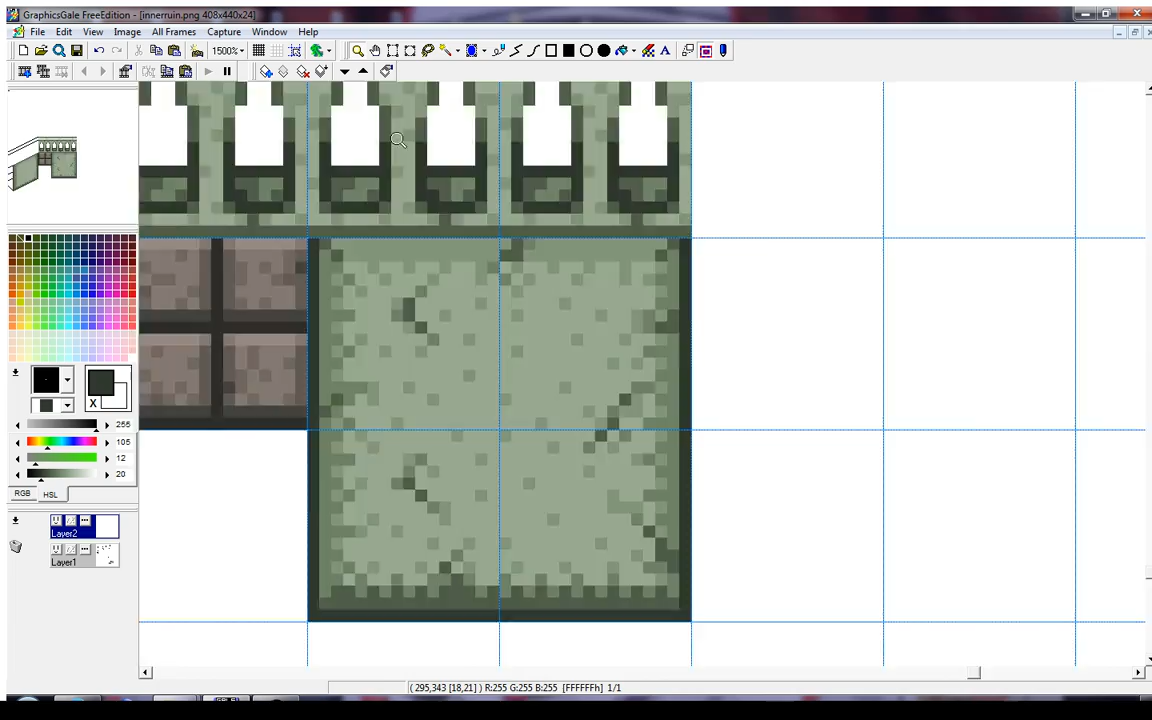 GraphicsGale FreeEdition - [innerruin.png 408x440x24]
File Edit View Image All Frames Capture Window Help
1500%
A
X
255
105
12
20
RGB HSL
Layer2
Layer1
( 295,343 [18,21] ) R:255 G:255 B:255 [FFFFFFh] 1/1